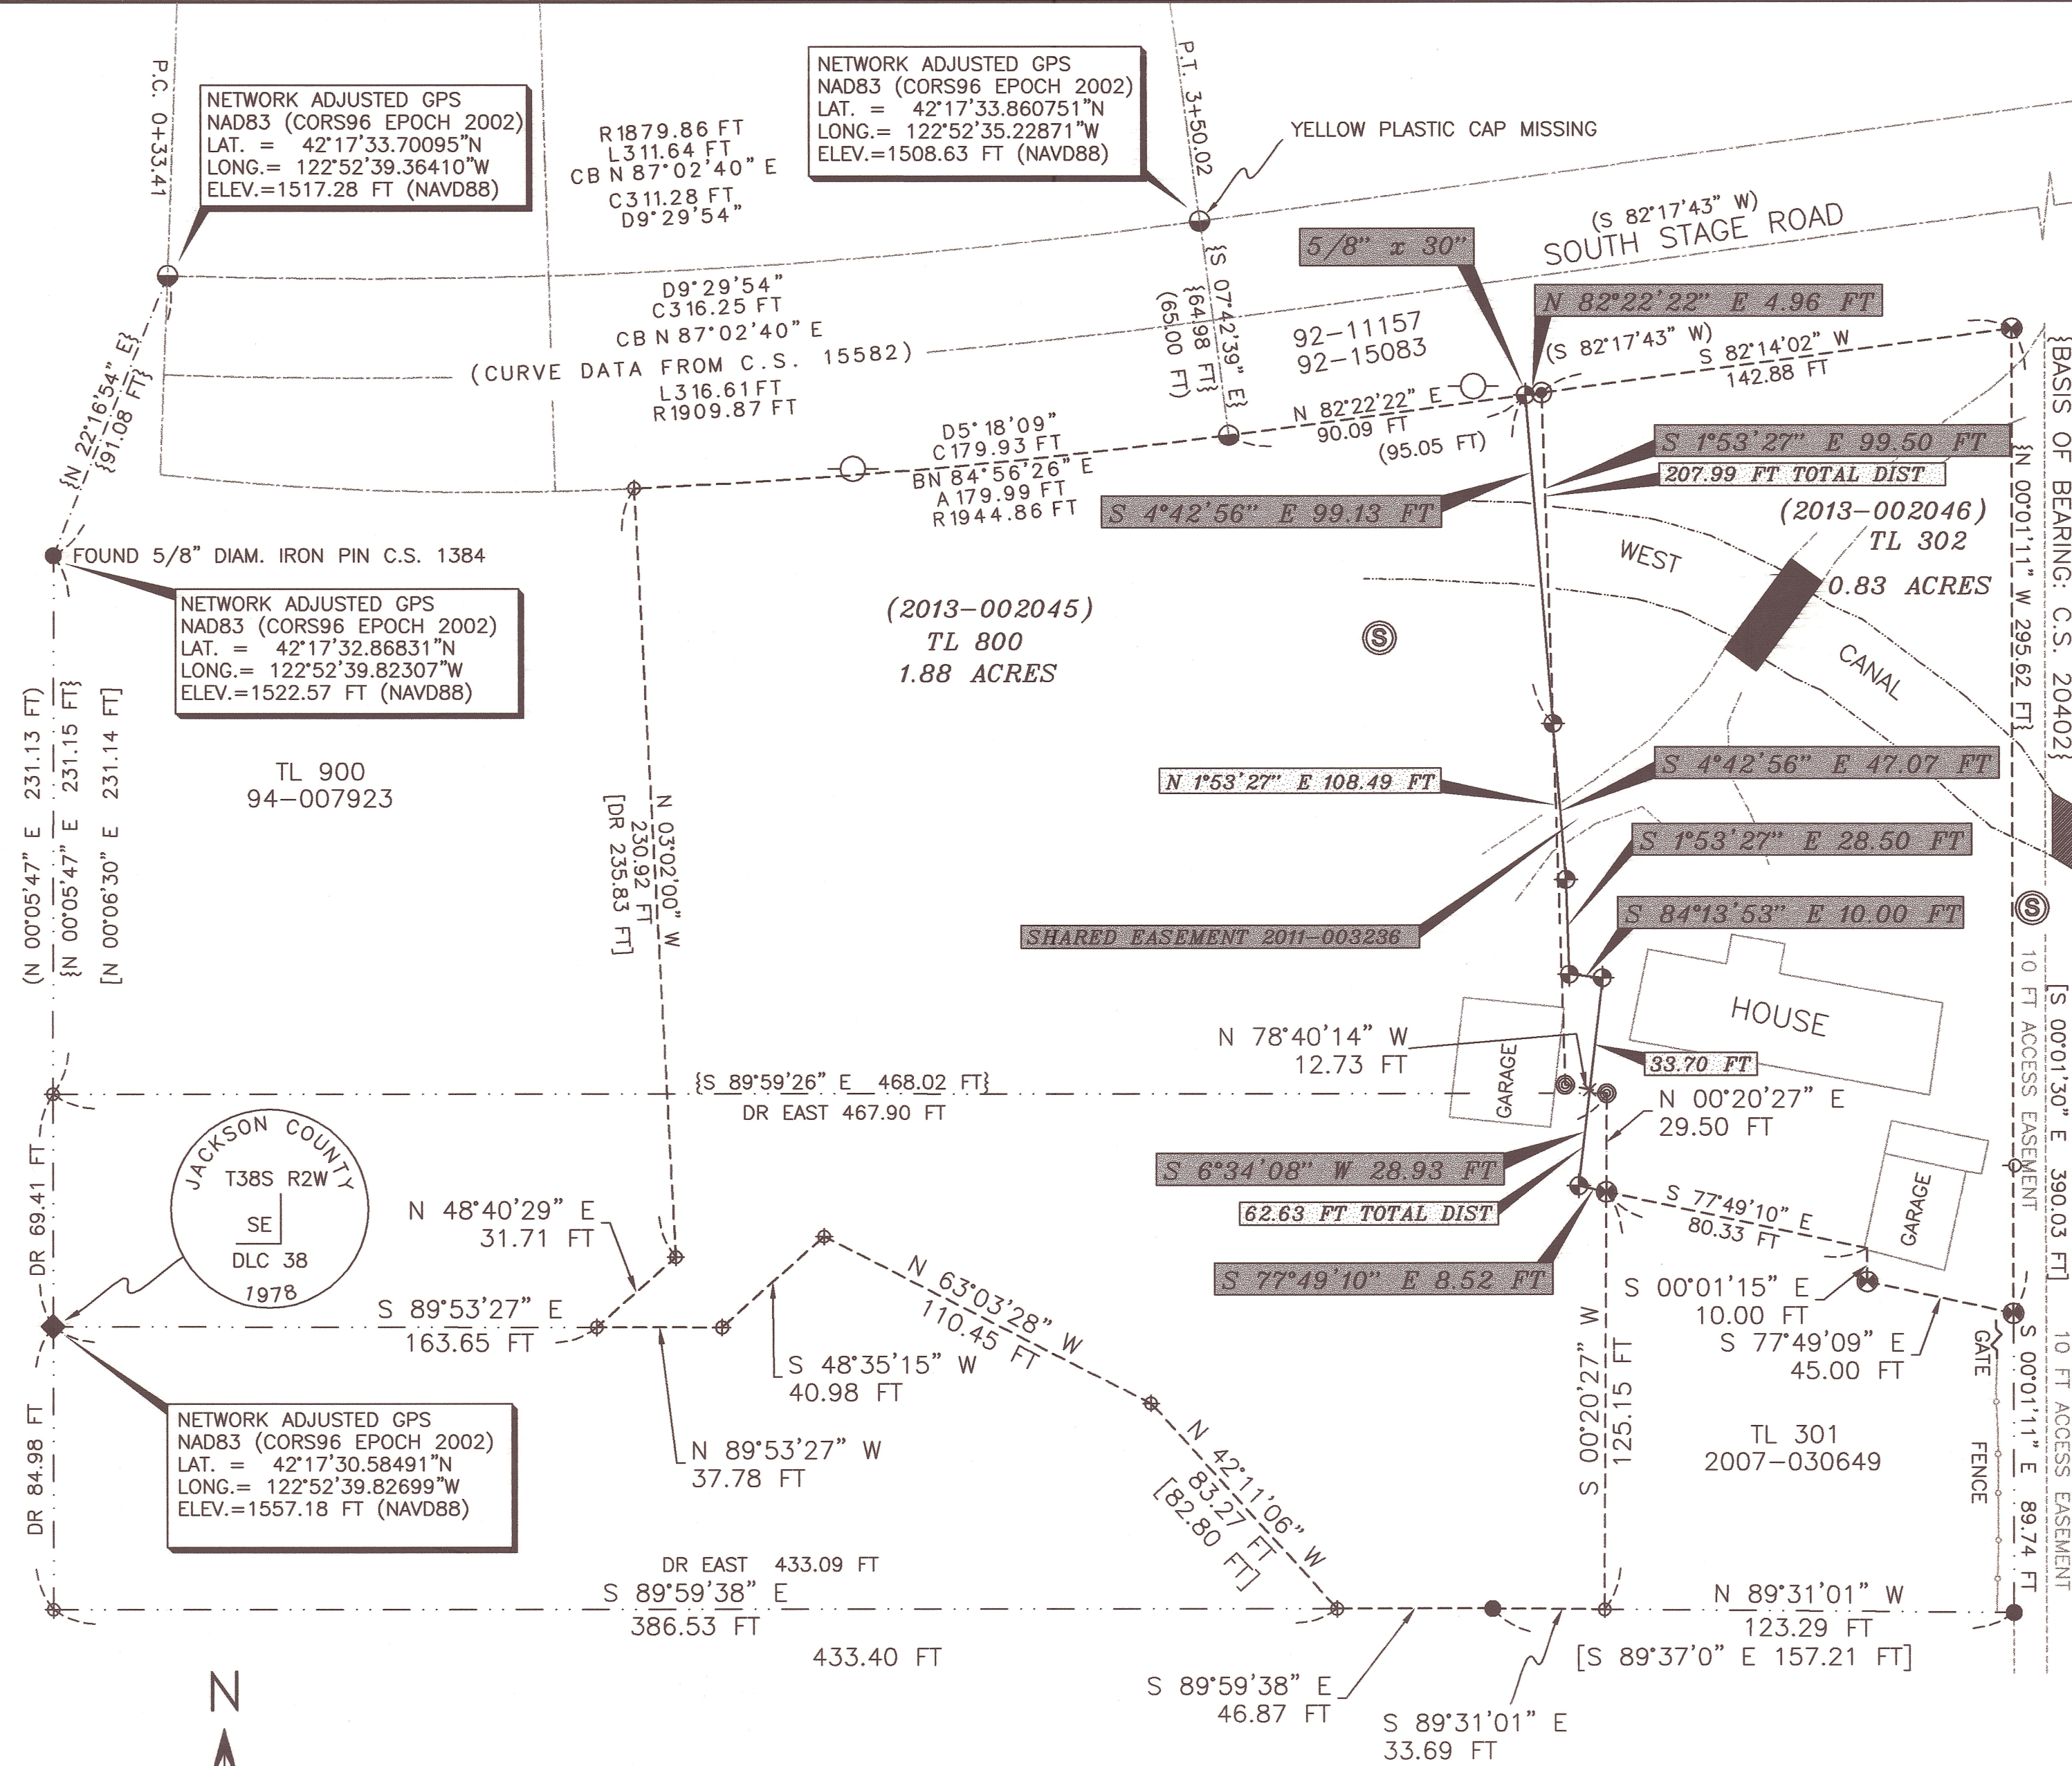 P.C. 0+33.41
NETWORK ADJUSTED GPS
NAD83 (CORS96 EPOCH 2002)
LAT. = 42°17'33.70095"N
LONG.= 122°52'39.36410"W
ELEV.=1517.28 FT (NAVD88)
R1879.86 FT
L311.64 FT
CB N 87°02'40" E
C311.28 FT
D9°29'54"
NETWORK ADJUSTED GPS
NAD83 (CORS96 EPOCH 2002)
LAT. = 42°17'33.860751"N
LONG.= 122°52'35.22871"W
ELEV.=1508.63 FT (NAVD88)
P.T. 3+50.02
YELLOW PLASTIC CAP MISSING
(S 82°17'43" W)
SOUTH STAGE ROAD
5/8" x 30"
N 82°22'22" E 4.96 FT
(S 82°17'43" W)
S 82°14'02" W
142.88 FT
D9°29'54"
C316.25 FT
CB N 87°02'40" E
(CURVE DATA FROM C.S. 15582)
L316.61 FT
R1909.87 FT
{S 07°42'39" E}
{64.98 FT}
(65.00 FT)
92-11157
92-15083
N 82°22'22" E
90.09 FT
(95.05 FT)
D5°18'09"
C179.93 FT
BN 84°56'26" E
A 179.99 FT
R1944.86 FT
{N 22°16'54" E}
{91.08 FT}
S 1°53'27" E 99.50 FT
207.99 FT TOTAL DIST
S 4°42'56" E 99.13 FT
(2013-002046)
TL 302
0.83 ACRES
WEST
CANAL
{N 00°01'11" W 295.62 FT}
{BASIS OF BEARING: C.S. 20402}
FOUND 5/8" DIAM. IRON PIN C.S. 1384
NETWORK ADJUSTED GPS
NAD83 (CORS96 EPOCH 2002)
LAT. = 42°17'32.86831"N
LONG.= 122°52'39.82307"W
ELEV.=1522.57 FT (NAVD88)
(2013-002045)
TL 800
1.88 ACRES
S
(N 00°05'47" E 231.13 FT)
{N 00°05'47" E 231.15 FT}
[N 00°06'30" E 231.14 FT]
TL 900
94-007923
N 03°02'00" W
230.92 FT
[DR 235.83 FT]
N 1°53'27" E 108.49 FT
S 4°42'56" E 47.07 FT
S 1°53'27" E 28.50 FT
S 84°13'53" E 10.00 FT
SHARED EASEMENT 2011-003236
S
HOUSE
GARAGE
N 78°40'14" W
12.73 FT
33.70 FT
N 00°20'27" E
29.50 FT
10 FT ACCESS EASEMENT
[S 00°01'30" E 390.03 FT]
{S 89°59'26" E 468.02 FT}
DR EAST 467.90 FT
DR 69.41 FT
JACKSON COUNTY
T38S R2W
SE
DLC 38
1978
S 6°34'08" W 28.93 FT
62.63 FT TOTAL DIST
S 77°49'10" E 8.52 FT
S 77°49'10" E
80.33 FT
GARAGE
S 00°01'15" E
10.00 FT
S 77°49'09" E
45.00 FT
N 48°40'29" E
31.71 FT
S 89°53'27" E
163.65 FT
S 48°35'15" W
40.98 FT
N 63°03'28" W
110.45 FT
N 89°53'27" W
37.78 FT
NETWORK ADJUSTED GPS
NAD83 (CORS96 EPOCH 2002)
LAT. = 42°17'30.58491"N
LONG.= 122°52'39.82699"W
ELEV.=1557.18 FT (NAVD88)
DR 84.98 FT
N 42°11'06" W
83.27 FT
[82.80 FT]
S 00°20'27" W
125.15 FT
TL 301
2007-030649
GATE
FENCE
S 00°01'11" E 89.74 FT
10 FT ACCESS EASEMENT
DR EAST 433.09 FT
S 89°59'38" E
386.53 FT
433.40 FT
S 89°59'38" E
46.87 FT
S 89°31'01" E
33.69 FT
N 89°31'01" W
123.29 FT
[S 89°37'0" E 157.21 FT]
N